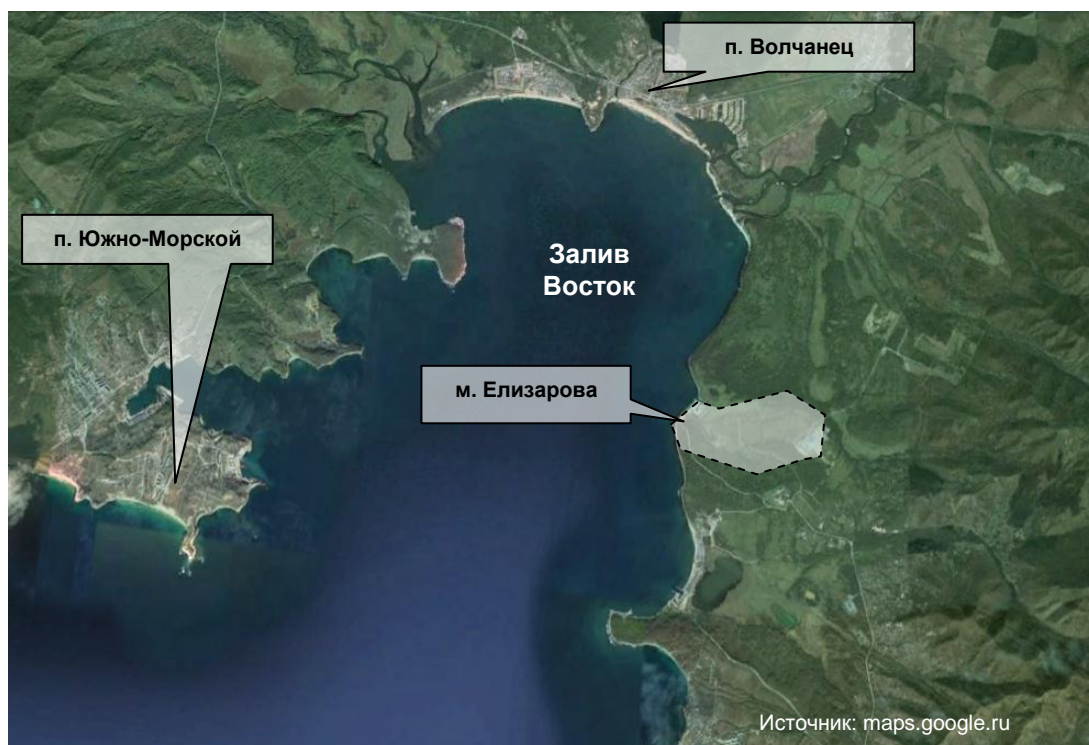 п. Волчанец
п. Южно-Морской
Залив
Восток
м. Елизарова
Источник: maps.google.ru